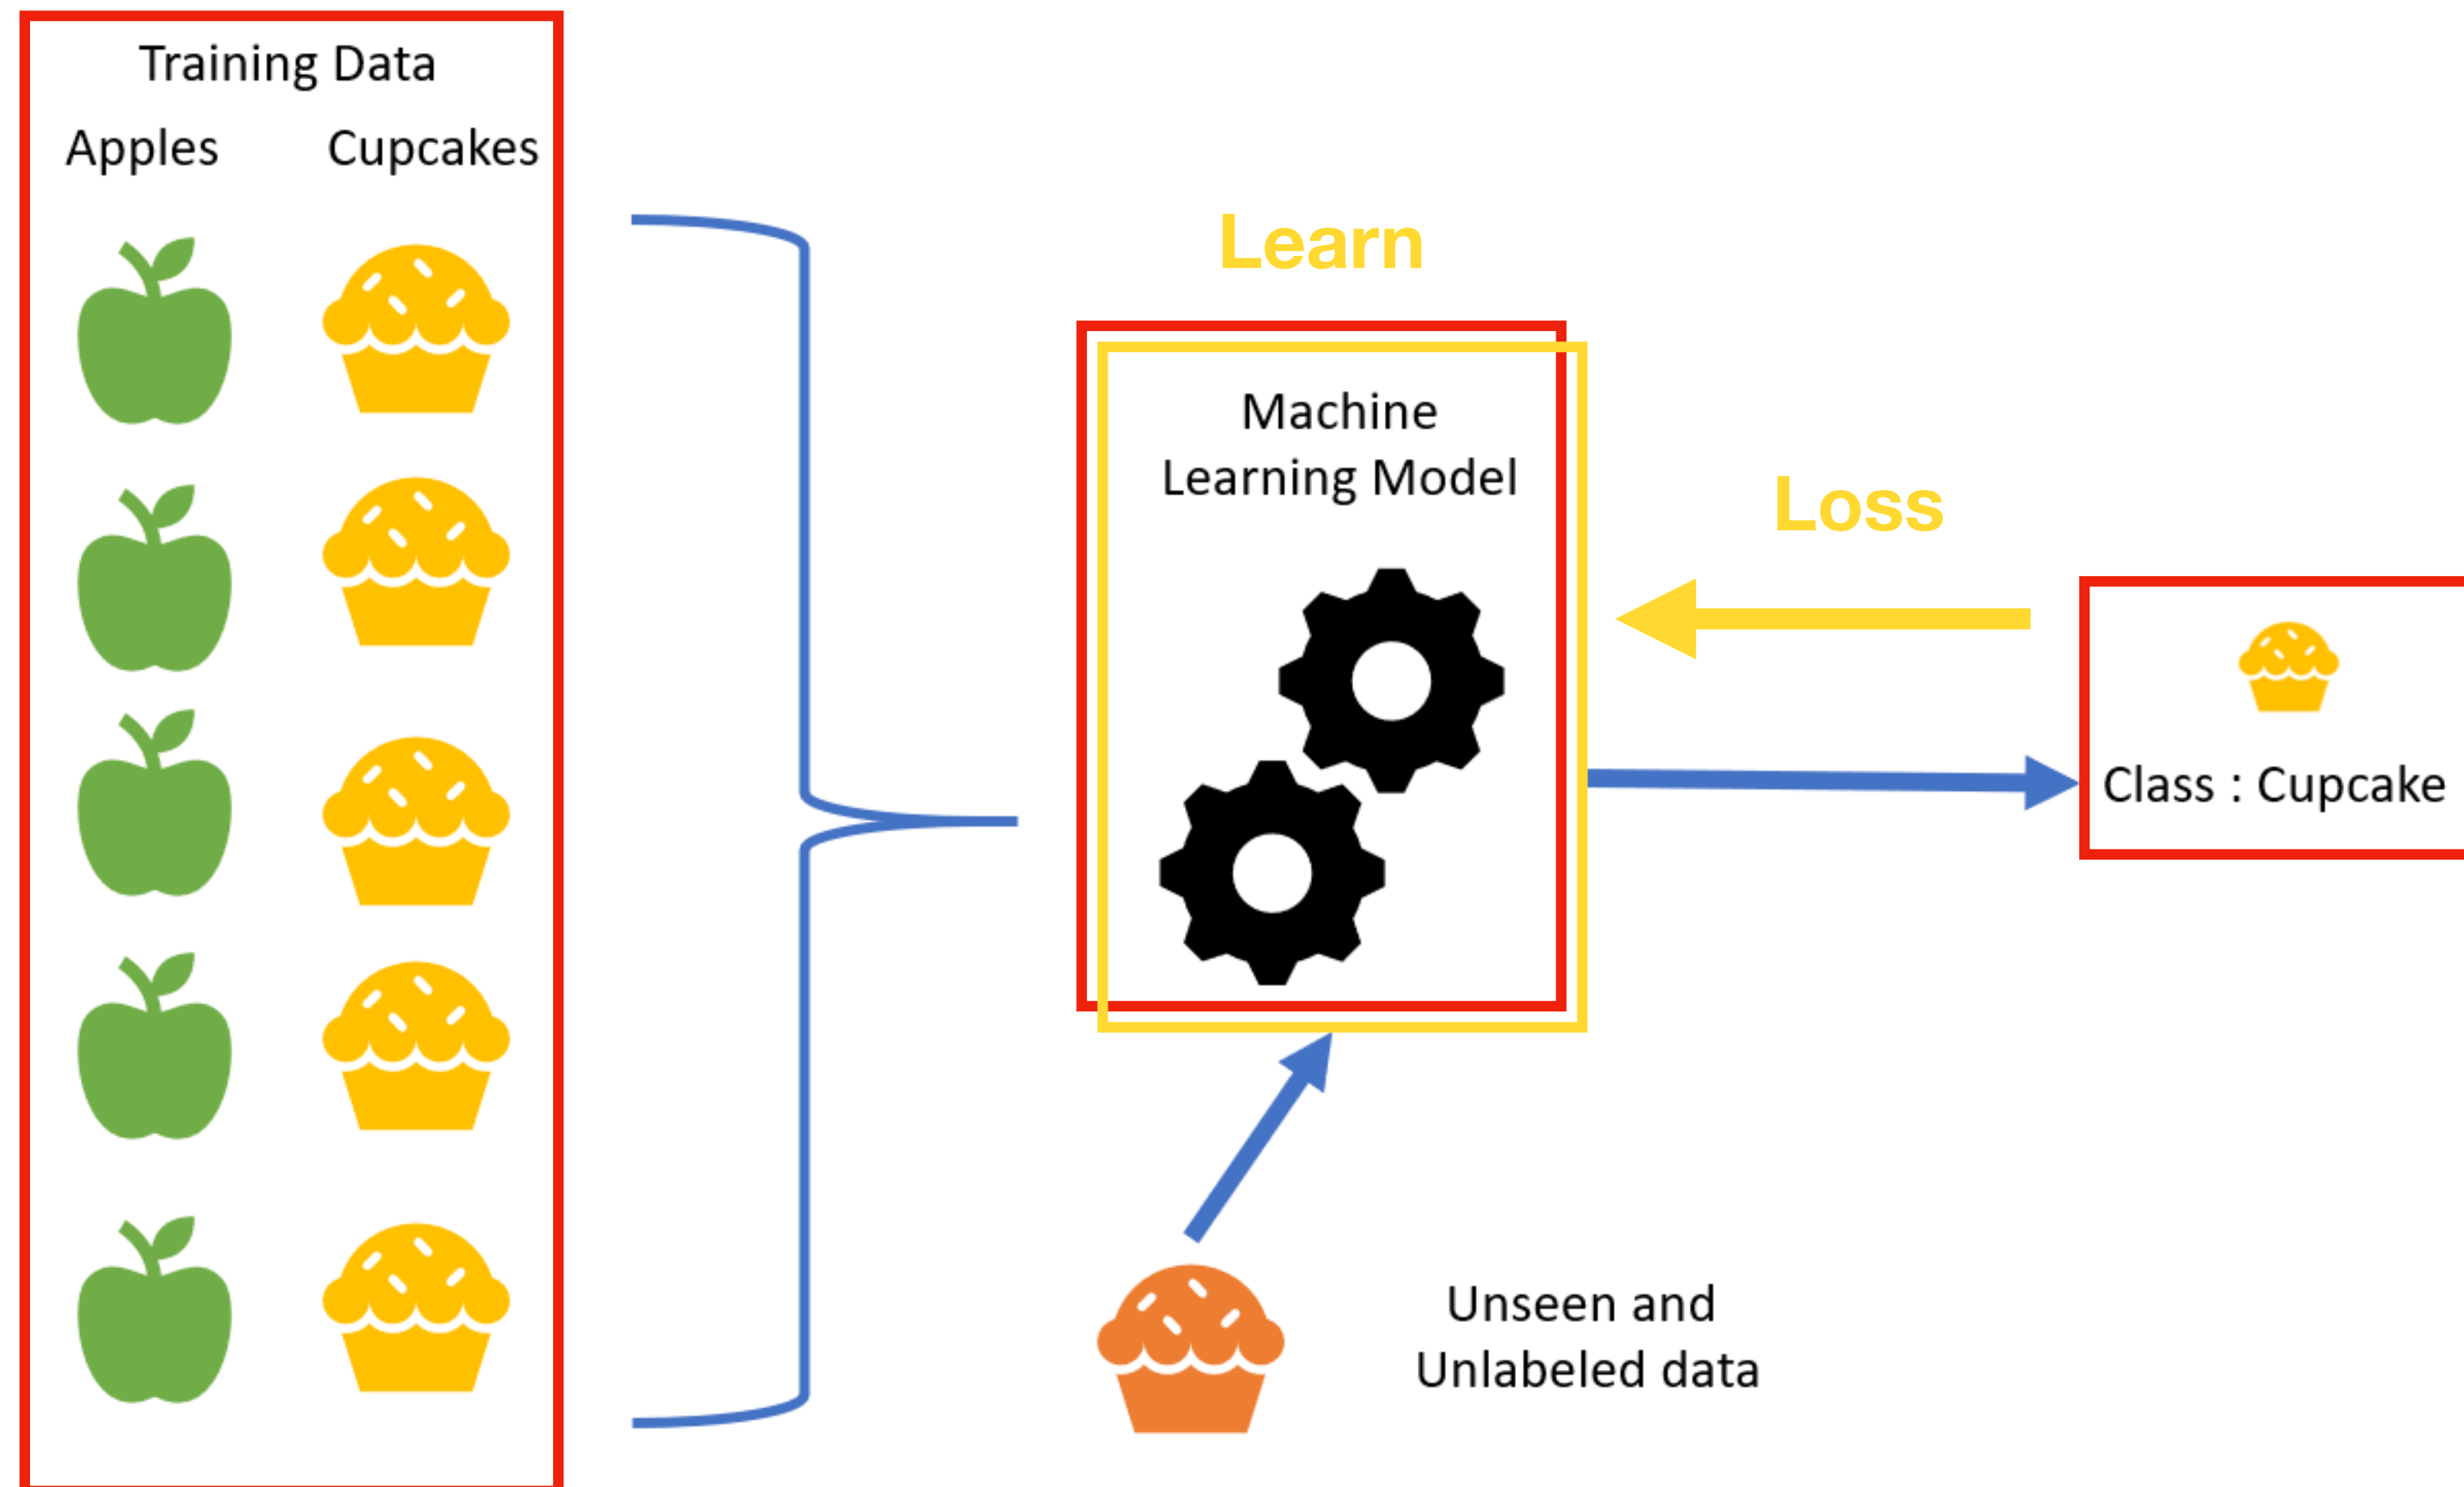 Training Data
Apples Cupcakes
Learn
Machine
Learning Model
Loss
Class : Cupcake
Unseen and
Unlabeled data